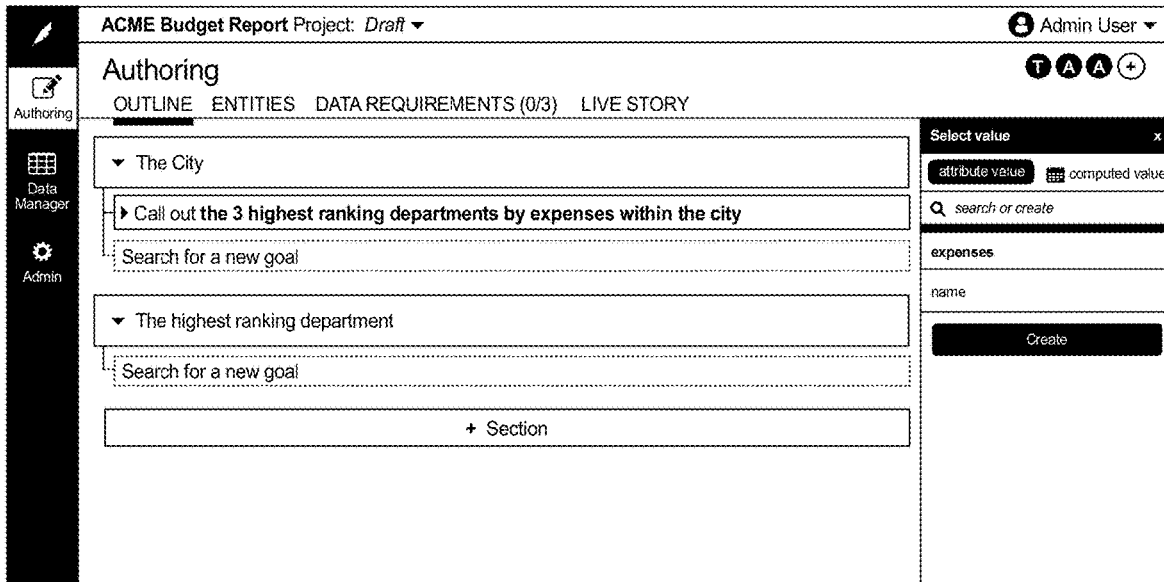 ACME Budget Report Project: Draft
Admin User
Authoring
T A A +
Authoring
OUTLINE ENTITIES DATA REQUIREMENTS (0/3) LIVE STORY
Select value x
The City
attribute value computed value
Data
Manager
Call out the 3 highest ranking departments by expenses within the city
search or create
Admin
Search for a new goal
expenses
name
The highest ranking department
Create
Search for a new goal
+ Section